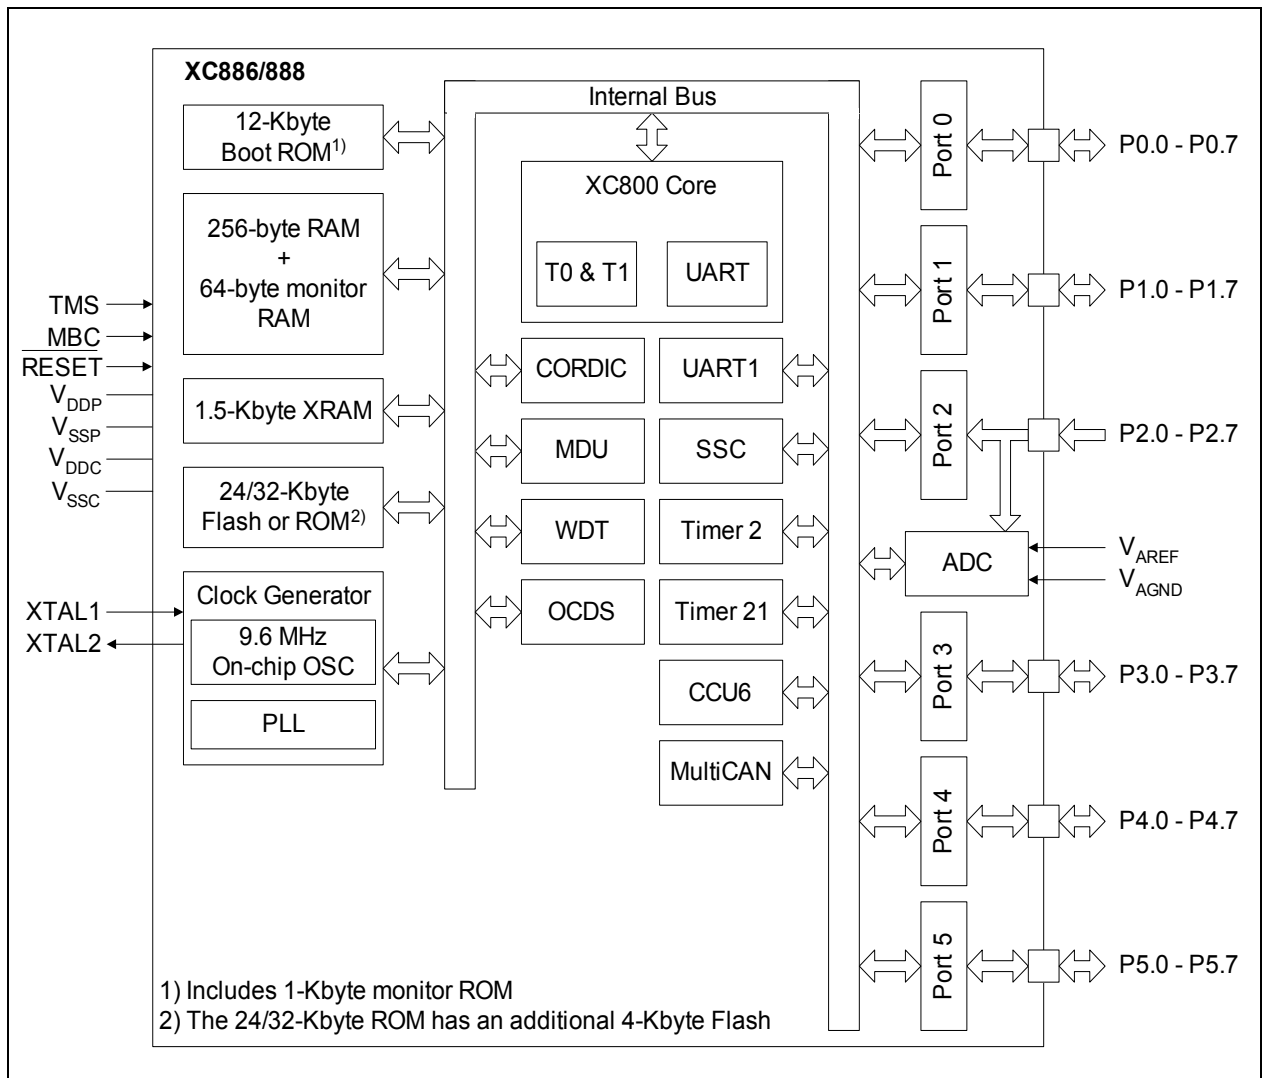 XC886/888
Internal Bus
12-Kbyte
Boot ROM1)
256-byte RAM
+
64-byte monitor
RAM
1.5-Kbyte XRAM
24/32-Kbyte
Flash or ROM2)
Clock Generator
9.6 MHz
On-chip OSC
PLL
TMS
MBC
RESET
VDDP
VSSP
VDDC
VSSC
XTAL1
XTAL2
XC800 Core
T0 & T1
UART
CORDIC
UART1
MDU
SSC
WDT
Timer 2
OCDS
Timer 21
CCU6
MultiCAN
Port 0
P0.0 - P0.7
Port 1
P1.0 - P1.7
Port 2
P2.0 - P2.7
ADC
VAREF
VAGND
Port 3
P3.0 - P3.7
Port 4
P4.0 - P4.7
Port 5
P5.0 - P5.7
1) Includes 1-Kbyte monitor ROM
2) The 24/32-Kbyte ROM has an additional 4-Kbyte Flash